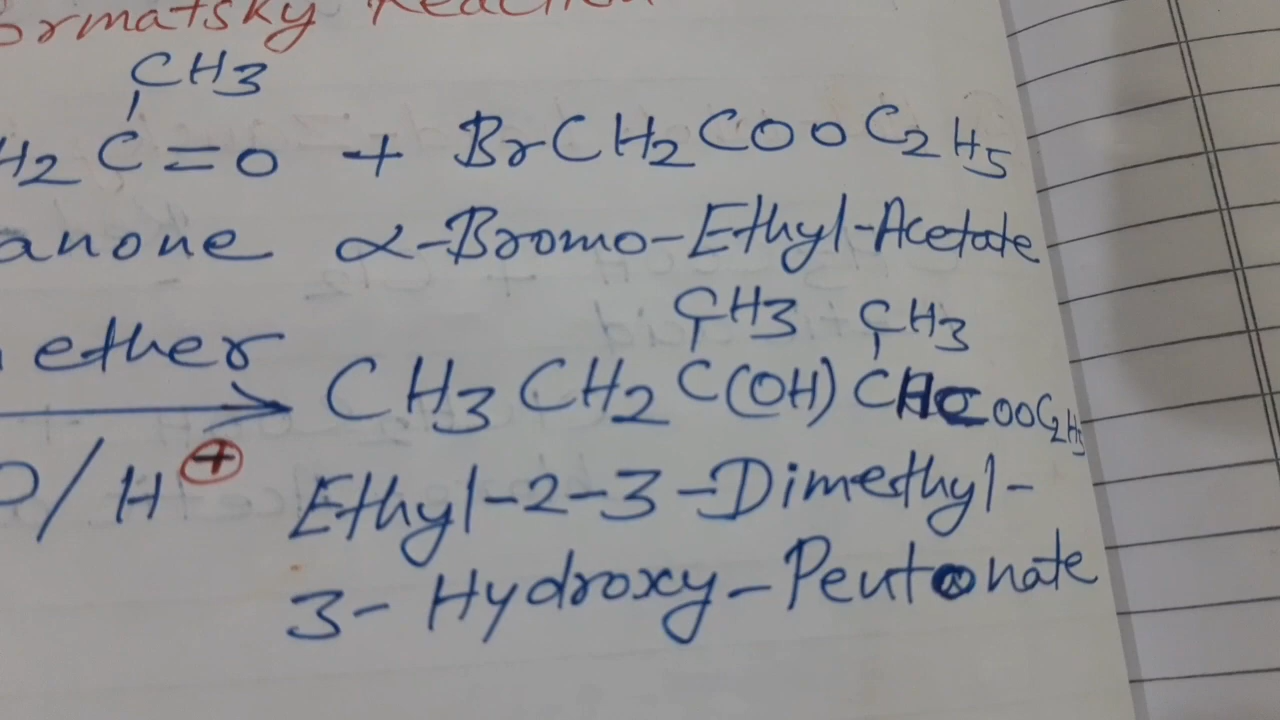 ormatsky Reaction
CH3
H2 C=O + BrCH2COOC2H5
anone α-Bromo-Ethyl-Acetate
ether
CH3 CH3
CH3CH2C(OH)CHCOOC2H5
/H⊕
Ethyl-2-3-Dimethyl-
3-Hydroxy-Pentanate